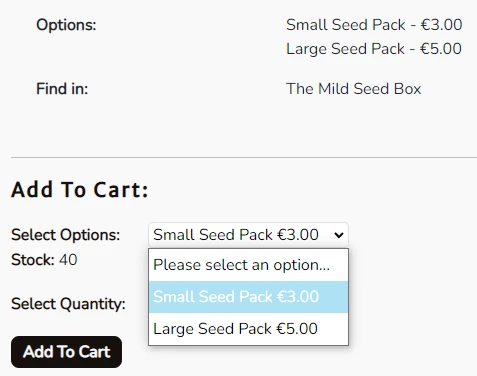 Options: Small Seed Pack - €3.00
Large Seed Pack - €5.00
Find in: The Mild Seed Box
Add To Cart:
Select Options: Small Seed Pack €3.00
Please select an option...
Small Seed Pack €3.00
Large Seed Pack €5.00
Stock: 40
Select Quantity:
Add To Cart